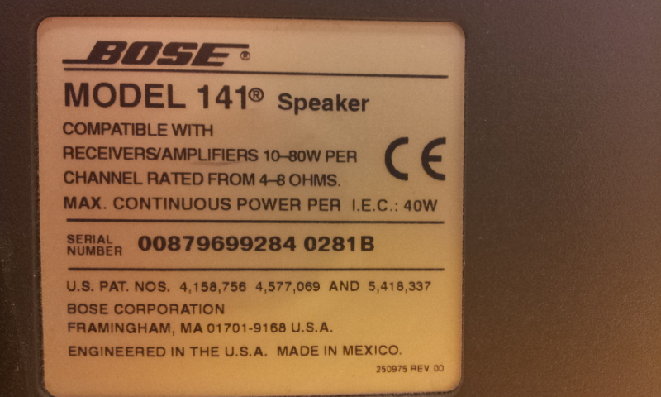 BOSE®
MODEL 141® Speaker
COMPATIBLE WITH
RECEIVERS/AMPLIFIERS 10–80W PER
CHANNEL RATED FROM 4–8 OHMS.
MAX. CONTINUOUS POWER PER I.E.C.: 40W
CE
SERIAL
NUMBER 00879699284 0281B
U.S. PAT. NOS. 4,158,756 4,577,069 AND 5,418,337
BOSE CORPORATION
FRAMINGHAM, MA 01701-9168 U.S.A.
ENGINEERED IN THE U.S.A. MADE IN MEXICO.
250975 REV 00